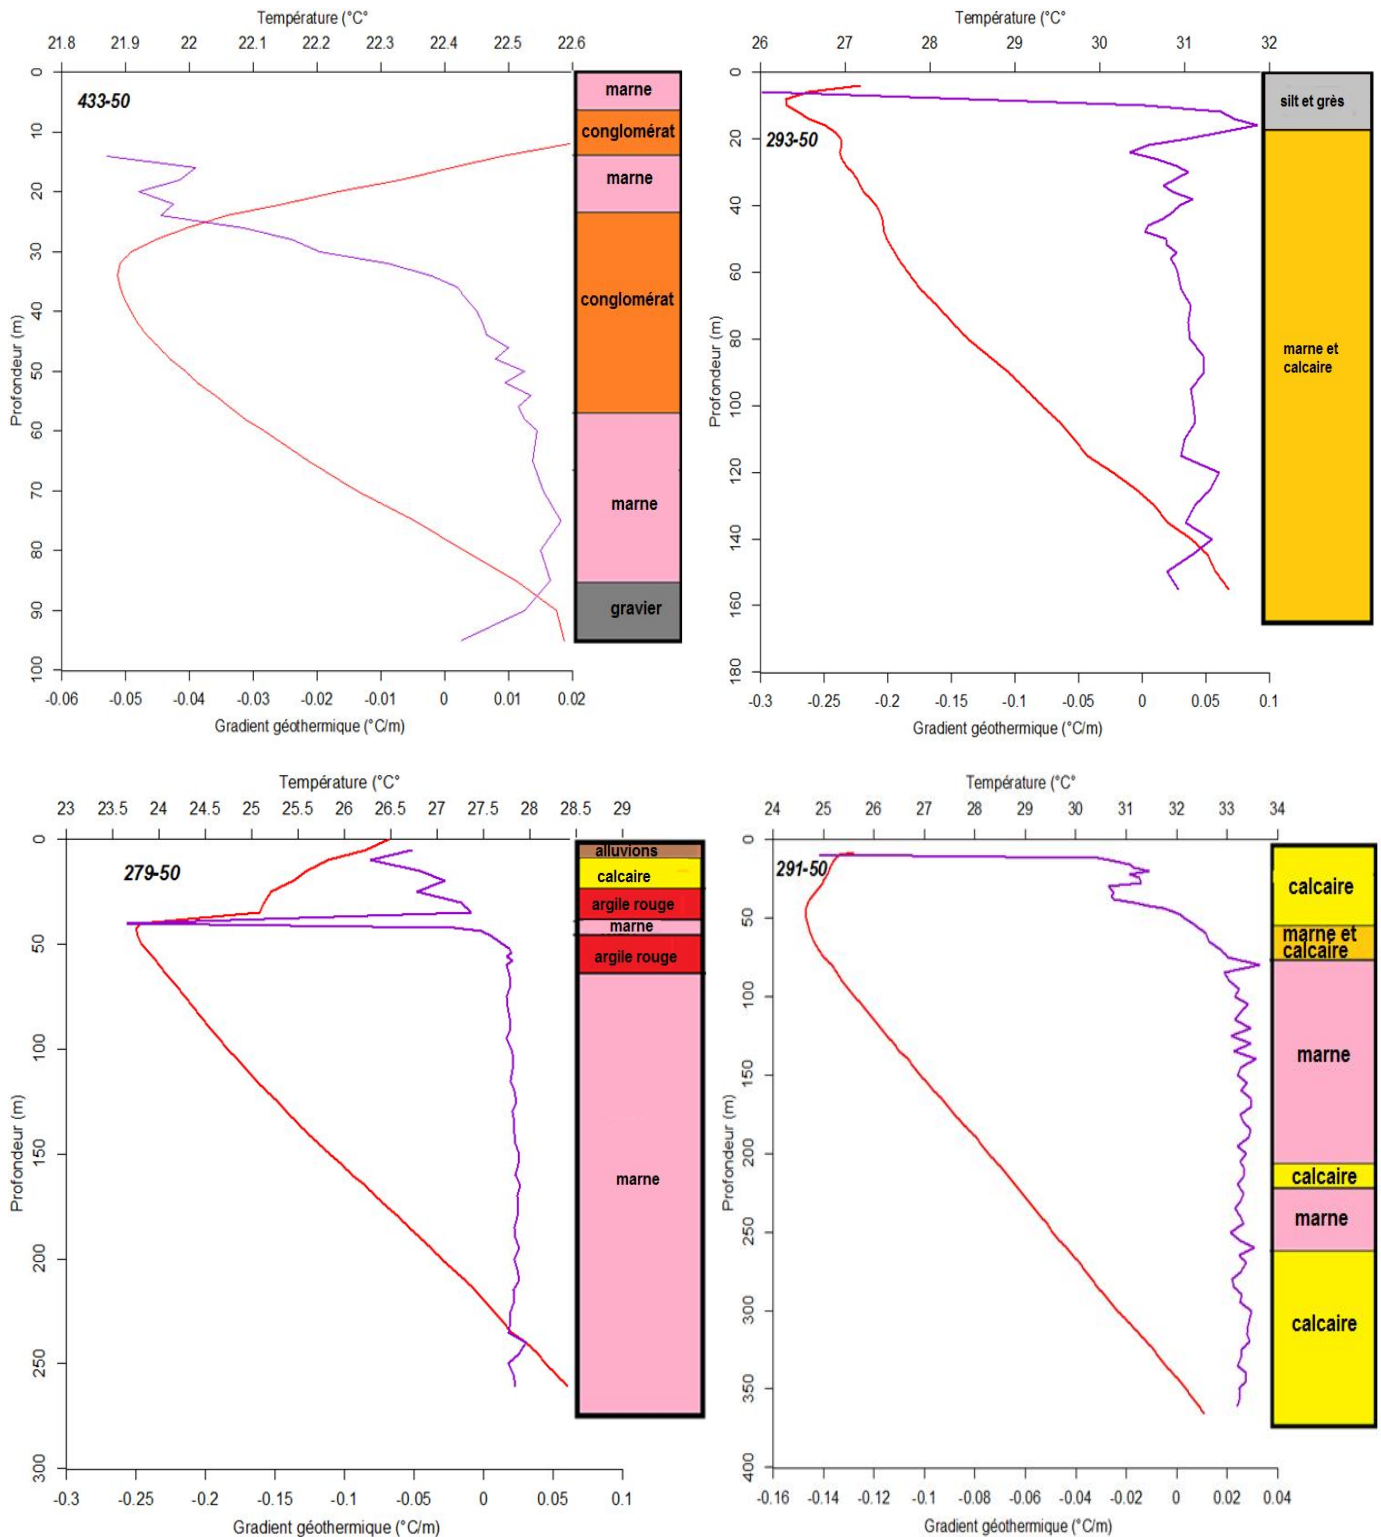 Température (°C°
21.8 21.9 22 22.1 22.2 22.3 22.4 22.5 22.6
433-50
0
10
20
30
40
50
60
70
80
90
100
Profondeur (m)
marne
conglomérat
marne
conglomérat
marne
gravier
-0.06 -0.05 -0.04 -0.03 -0.02 -0.01 0 0.01 0.02
Gradient géothermique (°C/m)
Température (°C°
26 27 28 29 30 31 32
293-50
0
20
40
60
80
100
120
140
160
180
Profondeur (m)
silt et grès
marne et
calcaire
-0.3 -0.25 -0.2 -0.15 -0.1 -0.05 0 0.05 0.1
Gradient géothermique (°C/m)
Température (°C°
23 23.5 24 24.5 25 25.5 26 26.5 27 27.5 28 28.5 29
279-50
0
50
100
150
200
250
300
Profondeur (m)
alluvions
calcaire
argile rouge
marne
argile rouge
marne
-0.3 -0.25 -0.2 -0.15 -0.1 -0.05 0 0.05 0.1
Gradient géothermique (°C/m)
Température (°C°
24 25 26 27 28 29 30 31 32 33 34
291-50
0
50
100
150
200
250
300
350
400
Profondeur (m)
calcaire
marne et
calcaire
marne
calcaire
marne
calcaire
-0.16 -0.14 -0.12 -0.1 -0.08 -0.06 -0.04 -0.02 0 0.02 0.04
Gradient géothermique (°C/m)